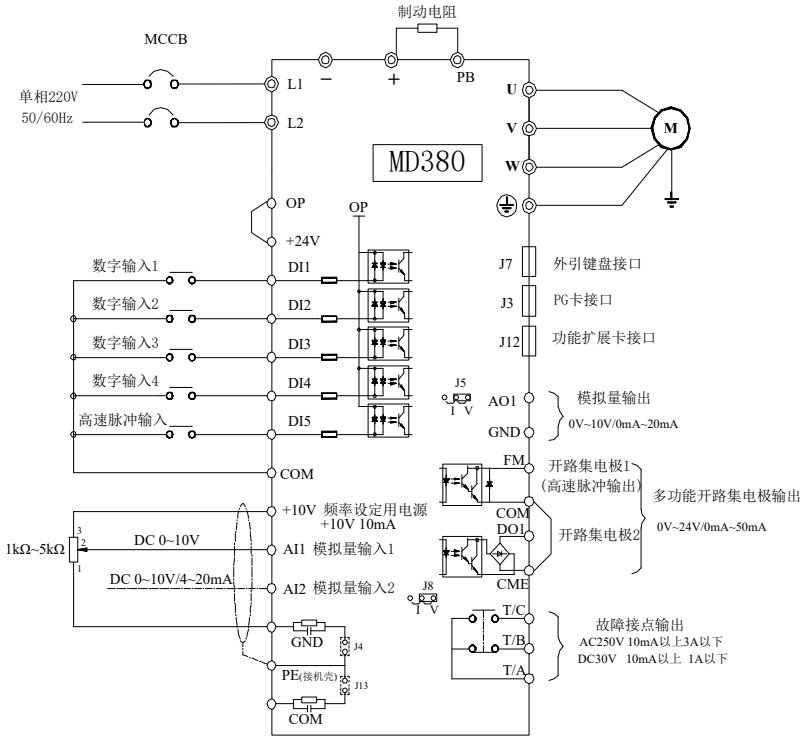 制动电阻
MCCB
L1
−
+
PB
单相220V
50/60Hz
L2
U
V
W
M
MD380
OP
OP
+24V
数字输入1
DI1
J7
外引键盘接口
数字输入2
DI2
J3
PG卡接口
数字输入3
DI3
J12
功能扩展卡接口
数字输入4
DI4
J5
I V
AO1
模拟量输出
0V~10V/0mA~20mA
高速脉冲输入
DI5
GND
COM
FM
开路集电极1
(高速脉冲输出)
多功能开路集电极输出
0V~24V/0mA~50mA
COM
DO1
开路集电极2
CME
+10V 频率设定用电源
+10V 10mA
1kΩ~5kΩ
3
2
1
DC 0~10V
AI1 模拟量输入1
DC 0~10V/4~20mA
AI2 模拟量输入2
J8
I V
GND
J4
PE(接机壳)
J13
COM
T/C
T/B
T/A
故障接点输出
AC250V 10mA以上3A以下
DC30V 10mA以上 1A以下